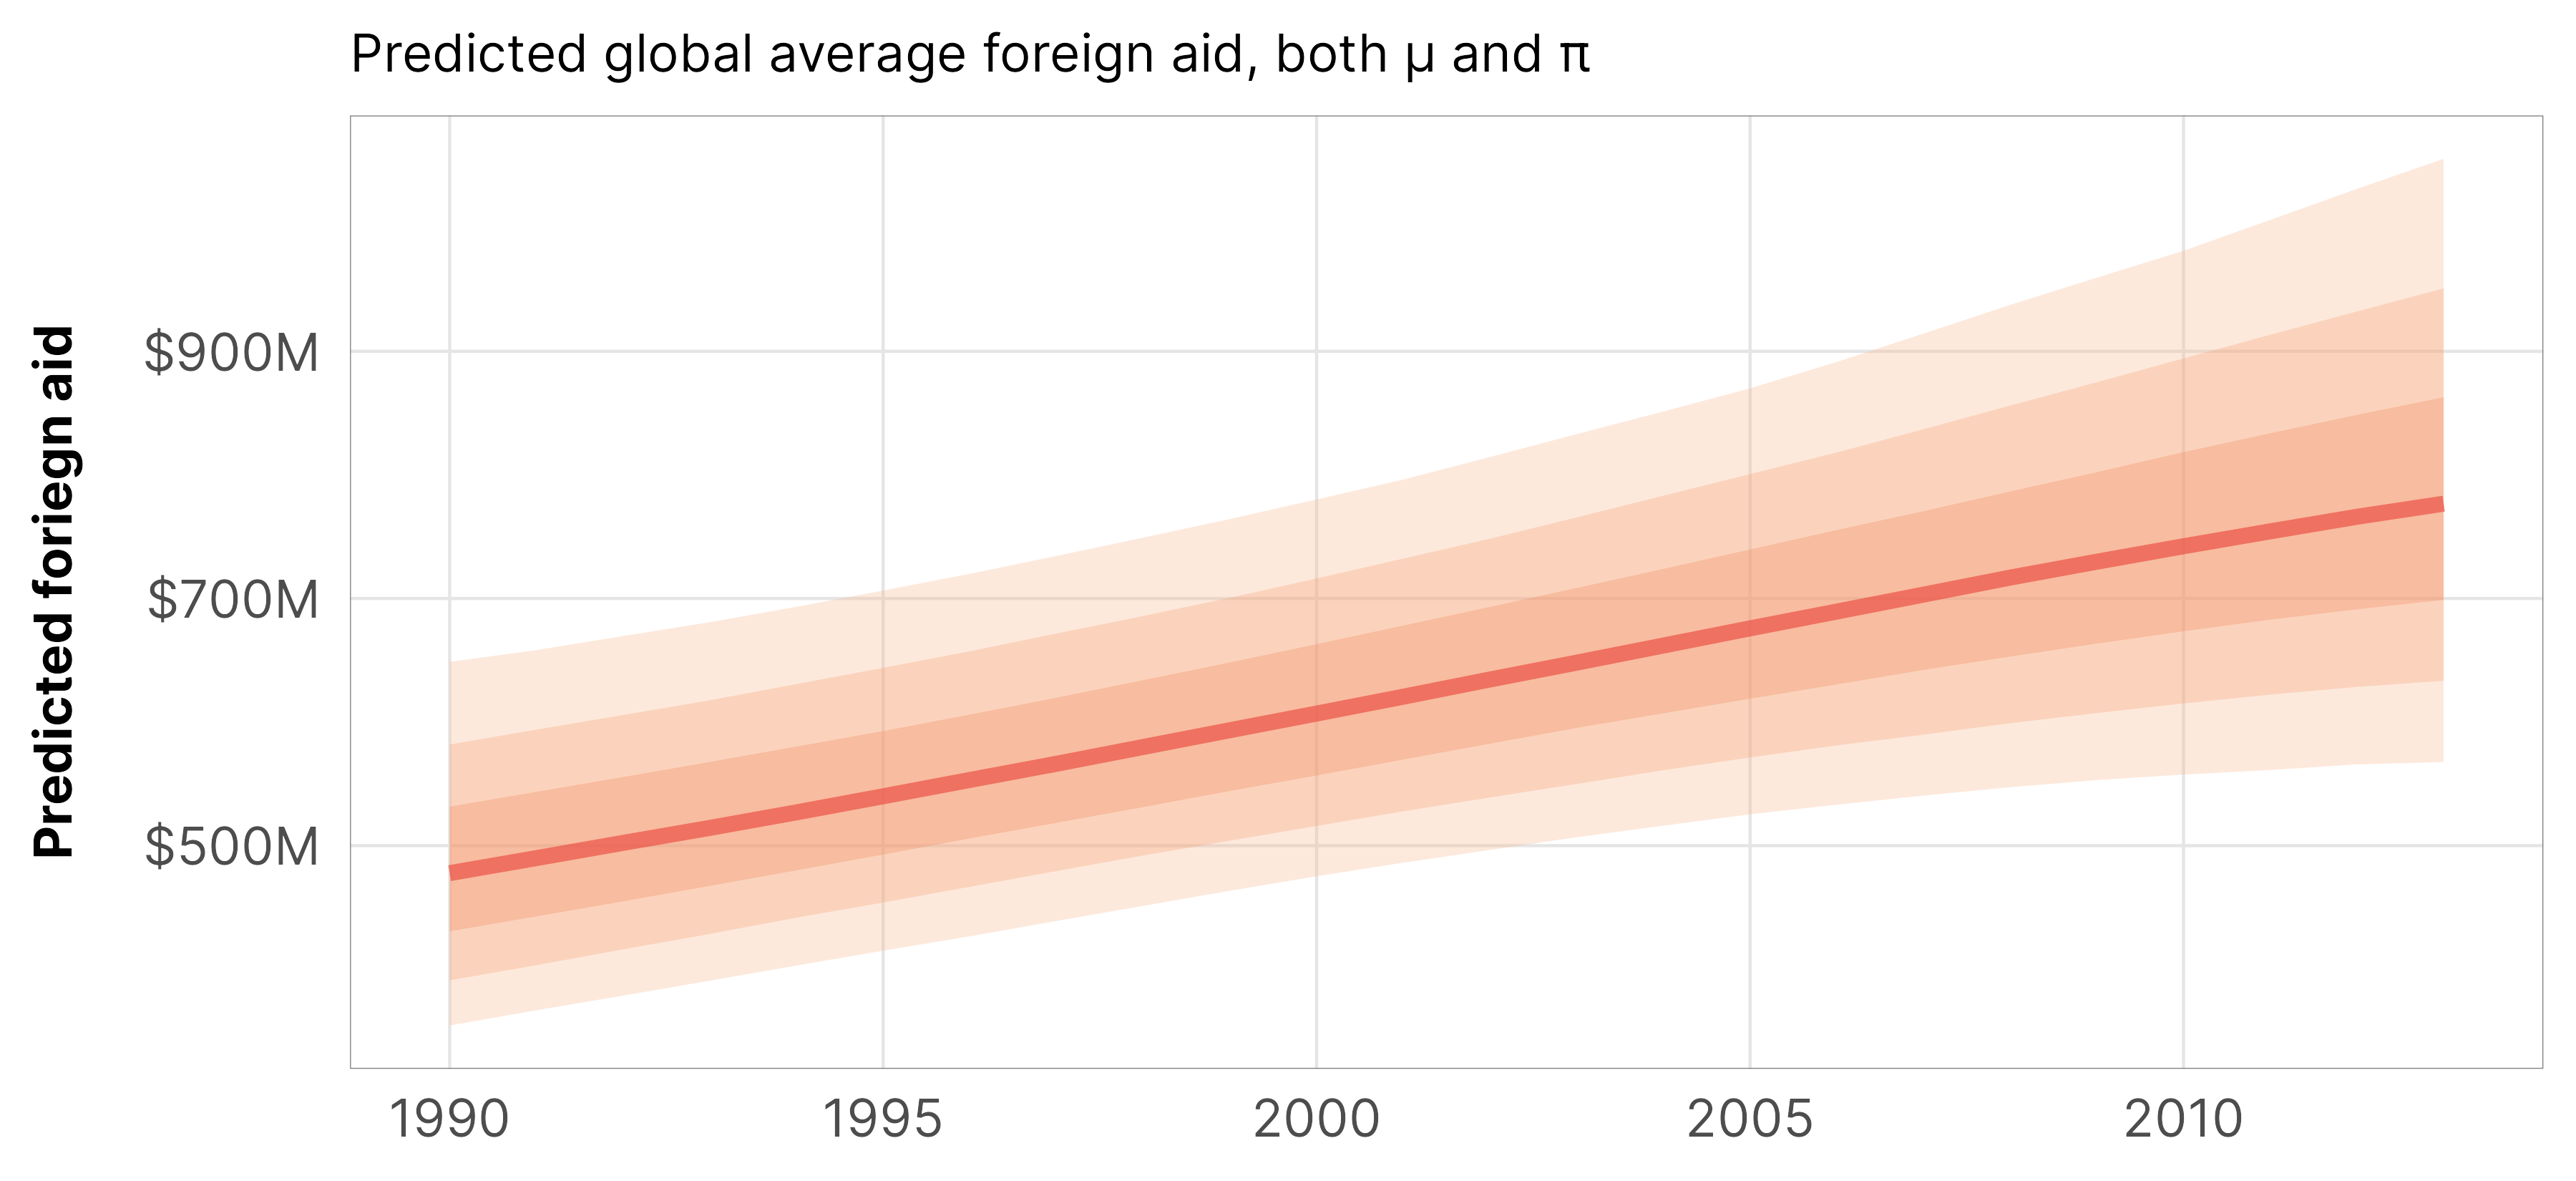 Predicted global average foreign aid, both μ and π
Predicted foriegn aid
$900M
$700M
$500M
1990
1995
2000
2005
2010